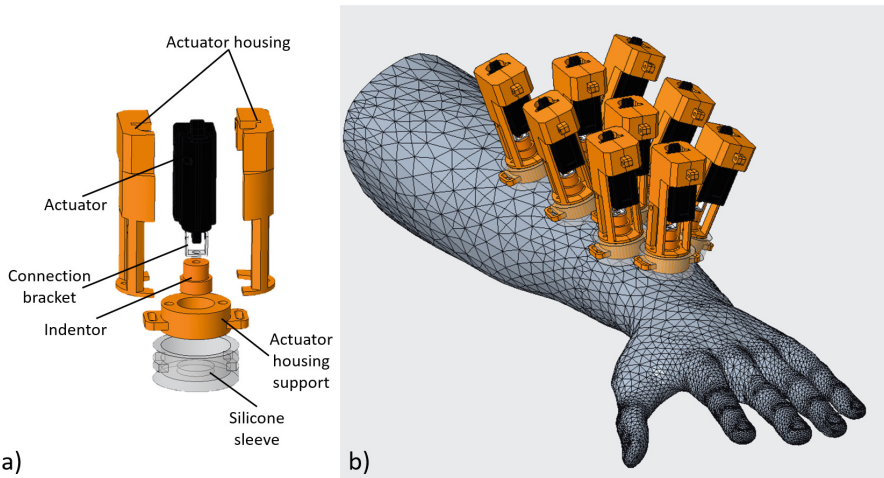 Actuator housing
Actuator
Connection
bracket
Indentor
Actuator
housing
support
Silicone
sleeve
a)
b)